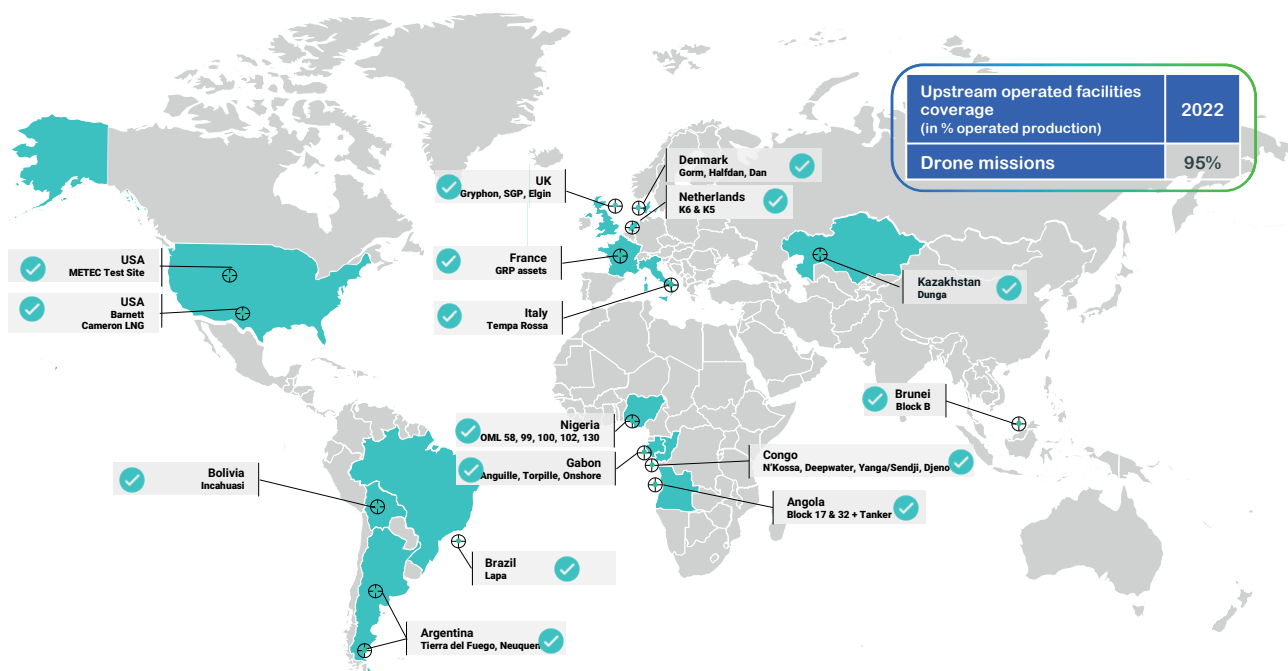 Upstream operated facilities
coverage
(in % operated production)
2022
Drone missions
95%
Denmark
Gorm, Halfdan, Dan
UK
Gryphon, SGP, Elgin
Netherlands
K6 & K5
USA
METEC Test Site
France
GRP assets
Kazakhstan
Dunga
USA
Barnett
Cameron LNG
Italy
Tempa Rossa
Brunei
Block B
Nigeria
OML 58, 99, 100, 102, 130
Gabon
Anguille, Torpille, Onshore
Congo
N'Kossa, Deepwater, Yanga/Sendji, Djeno
Bolivia
Incahuasi
Angola
Block 17 & 32 + Tanker
Brazil
Lapa
Argentina
Tierra del Fuego, Neuquen